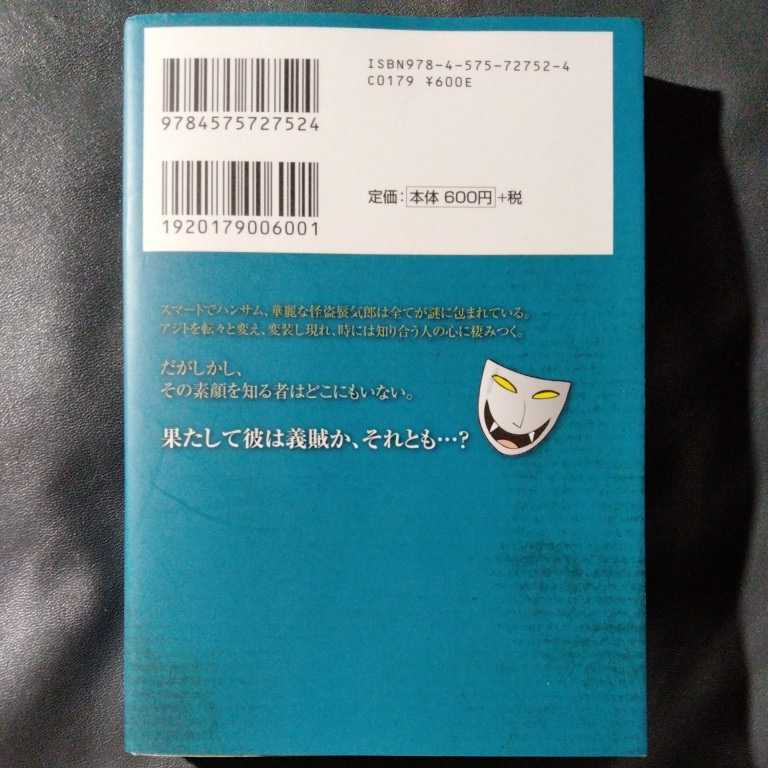 ISBN978-4-575-72752-4
C0179 ¥600E
9784575727524
1920179006001
定価：本体 600円+税
スマートでハンサム、華麗な怪盗蜃気郎は全てが謎に包まれている。
アジトを転々と変え、変装し現れ、時には知り合う人の心に棲みつく。
だがしかし、
その素顔を知る者はどこにもいない。
果たして彼は義賊か、それとも…？